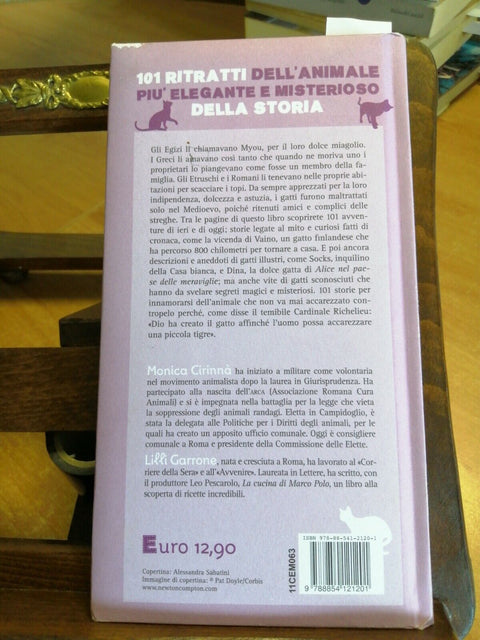 101 RITRATTI DELL'ANIMALE
PIU' ELEGANTE E MISTERIOSO
DELLA STORIA
Gli Egizi li chiamavano Myou, per il loro dolce miagolio.
I Greci li amavano così tanto che quando ne moriva uno i
proprietari lo piangevano come fosse un membro della fa-
miglia. Gli Etruschi e i Romani li tenevano nelle proprie abi-
tazioni per scacciare i topi. Da sempre apprezzati per la loro
indipendenza, dolcezza e astuzia, i gatti furono maltrattati
solo nel Medioevo, poiché ritenuti amici e complici delle
streghe. Tra le pagine di questo libro scoprirete 101 avven-
ture di ieri e di oggi: storie legate al mito e curiosi fatti di
cronaca, come la vicenda di Vaino, un gatto finlandese che
ha percorso 800 chilometri per tornare a casa. E poi ancora
descrizioni e aneddoti di gatti illustri, come Socks, inquilino
della Casa bianca, e Dina, la dolce gatta di Alice nel pae-
se delle meraviglie; ma anche vite di gatti sconosciuti che
hanno da svelare segreti magici e misteriosi. 101 storie per
innamorarsi dell'animale che non va mai accarezzato con-
tropelo perché, come disse il temibile Cardinale Richelieu:
«Dio ha creato il gatto affinché l'uomo possa accarezzare
una piccola tigre».
Monica Cirinnà ha iniziato a militare come volontaria
nel movimento animalista dopo la laurea in Giurisprudenza. Ha
partecipato alla nascita dell'ARCA (Associazione Romana Cura
Animali) e si è impegnata nella battaglia per la legge che vieta
la soppressione degli animali randagi. Eletta in Campidoglio, è
stata la delegata alle Politiche per i Diritti degli animali, per le
quali ha creato un apposito ufficio comunale. Oggi è consigliere
comunale a Roma e presidente della Commissione delle Elette.
Lilli Garrone, nata e cresciuta a Roma, ha lavorato al «Cor-
riere della Sera» e all'«Avvenire». Laureata in Lettere, ha scritto, con
il produttore Leo Pescarolo, La cucina di Marco Polo, un libro alla
scoperta di ricette incredibili.
Euro 12,90
Copertina: Alessandra Sabatini
Immagine di copertina: © Pat Doyle/Corbis
www.newtoncompton.com
11CEM063
ISBN 978-88-541-2120-1
9 788854 121201